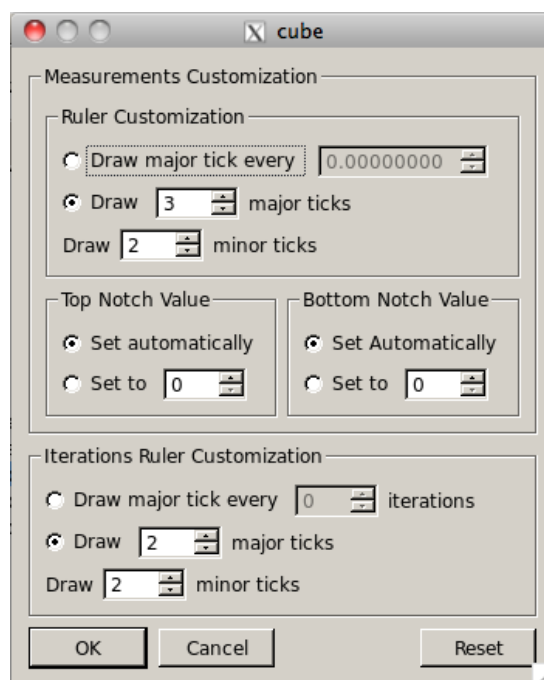 cube
Measurements Customization
Ruler Customization
Draw major tick every 0.00000000
Draw 3 major ticks
Draw 2 minor ticks
Top Notch Value
Set automatically
Set to 0
Bottom Notch Value
Set Automatically
Set to 0
Iterations Ruler Customization
Draw major tick every 0 iterations
Draw 2 major ticks
Draw 2 minor ticks
OK Cancel Reset